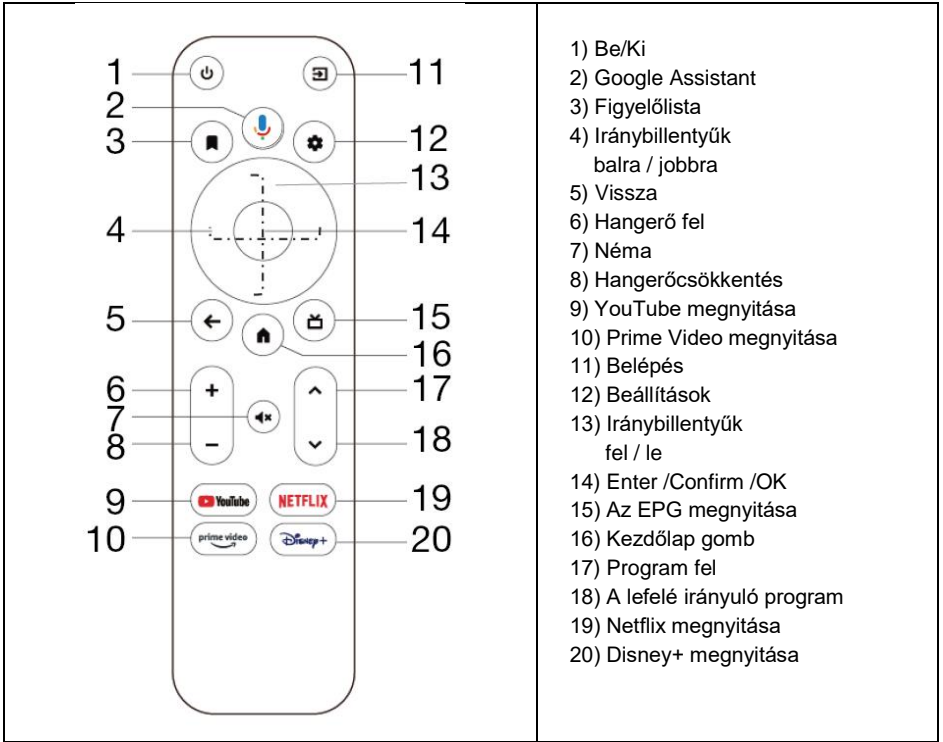 1
11
2
3
12
13
4
14
5
15
16
6
17
7
8
18
9
YouTube
NETFLIX
19
10
prime video
Disney+
20
1) Be/Ki
2) Google Assistant
3) Figyelőlista
4) Iránybillentyűk
balra / jobbra
5) Vissza
6) Hangerő fel
7) Néma
8) Hangerőcsökkentés
9) YouTube megnyitása
10) Prime Video megnyitása
11) Belépés
12) Beállítások
13) Iránybillentyűk
fel / le
14) Enter /Confirm /OK
15) Az EPG megnyitása
16) Kezdőlap gomb
17) Program fel
18) A lefelé irányuló program
19) Netflix megnyitása
20) Disney+ megnyitása